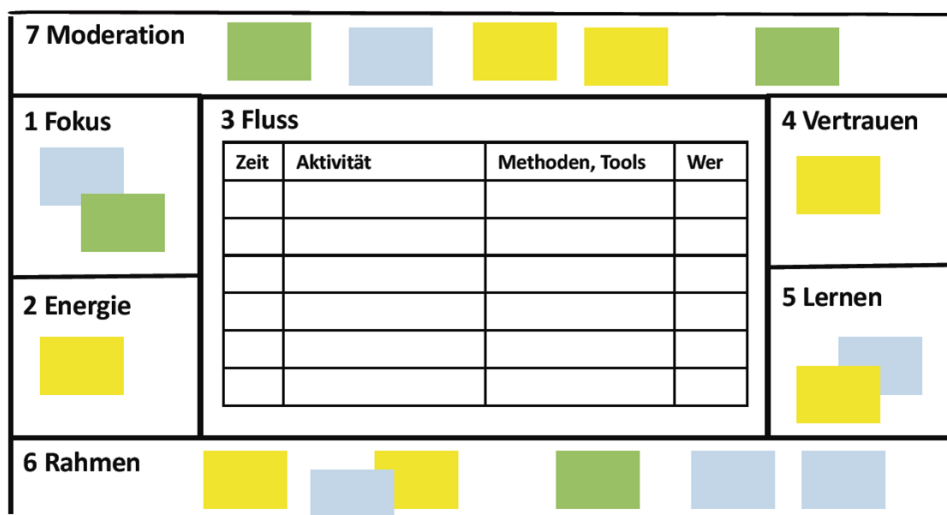 7 Moderation
1 Fokus
3 Fluss
4 Vertrauen
Zeit Aktivität Methoden, Tools Wer
2 Energie
5 Lernen
6 Rahmen